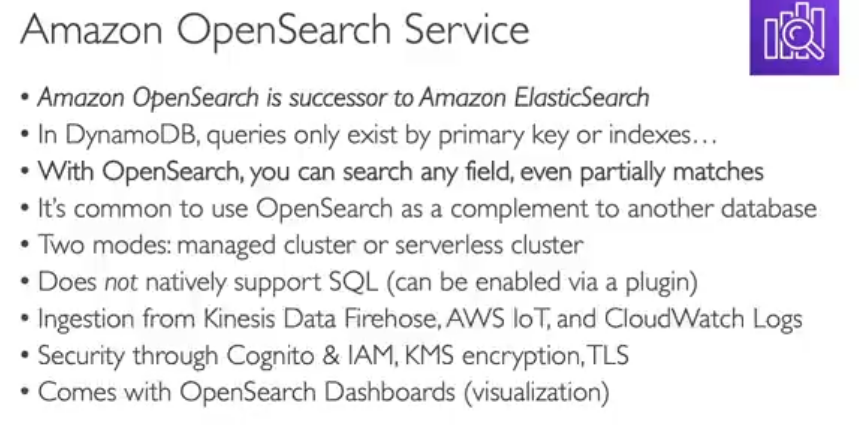 Amazon OpenSearch Service
• Amazon OpenSearch is successor to Amazon ElasticSearch
• In DynamoDB, queries only exist by primary key or indexes…
• With OpenSearch, you can search any field, even partially matches
• It's common to use OpenSearch as a complement to another database
• Two modes: managed cluster or serverless cluster
• Does not natively support SQL (can be enabled via a plugin)
• Ingestion from Kinesis Data Firehose, AWS IoT, and CloudWatch Logs
• Security through Cognito & IAM, KMS encryption, TLS
• Comes with OpenSearch Dashboards (visualization)